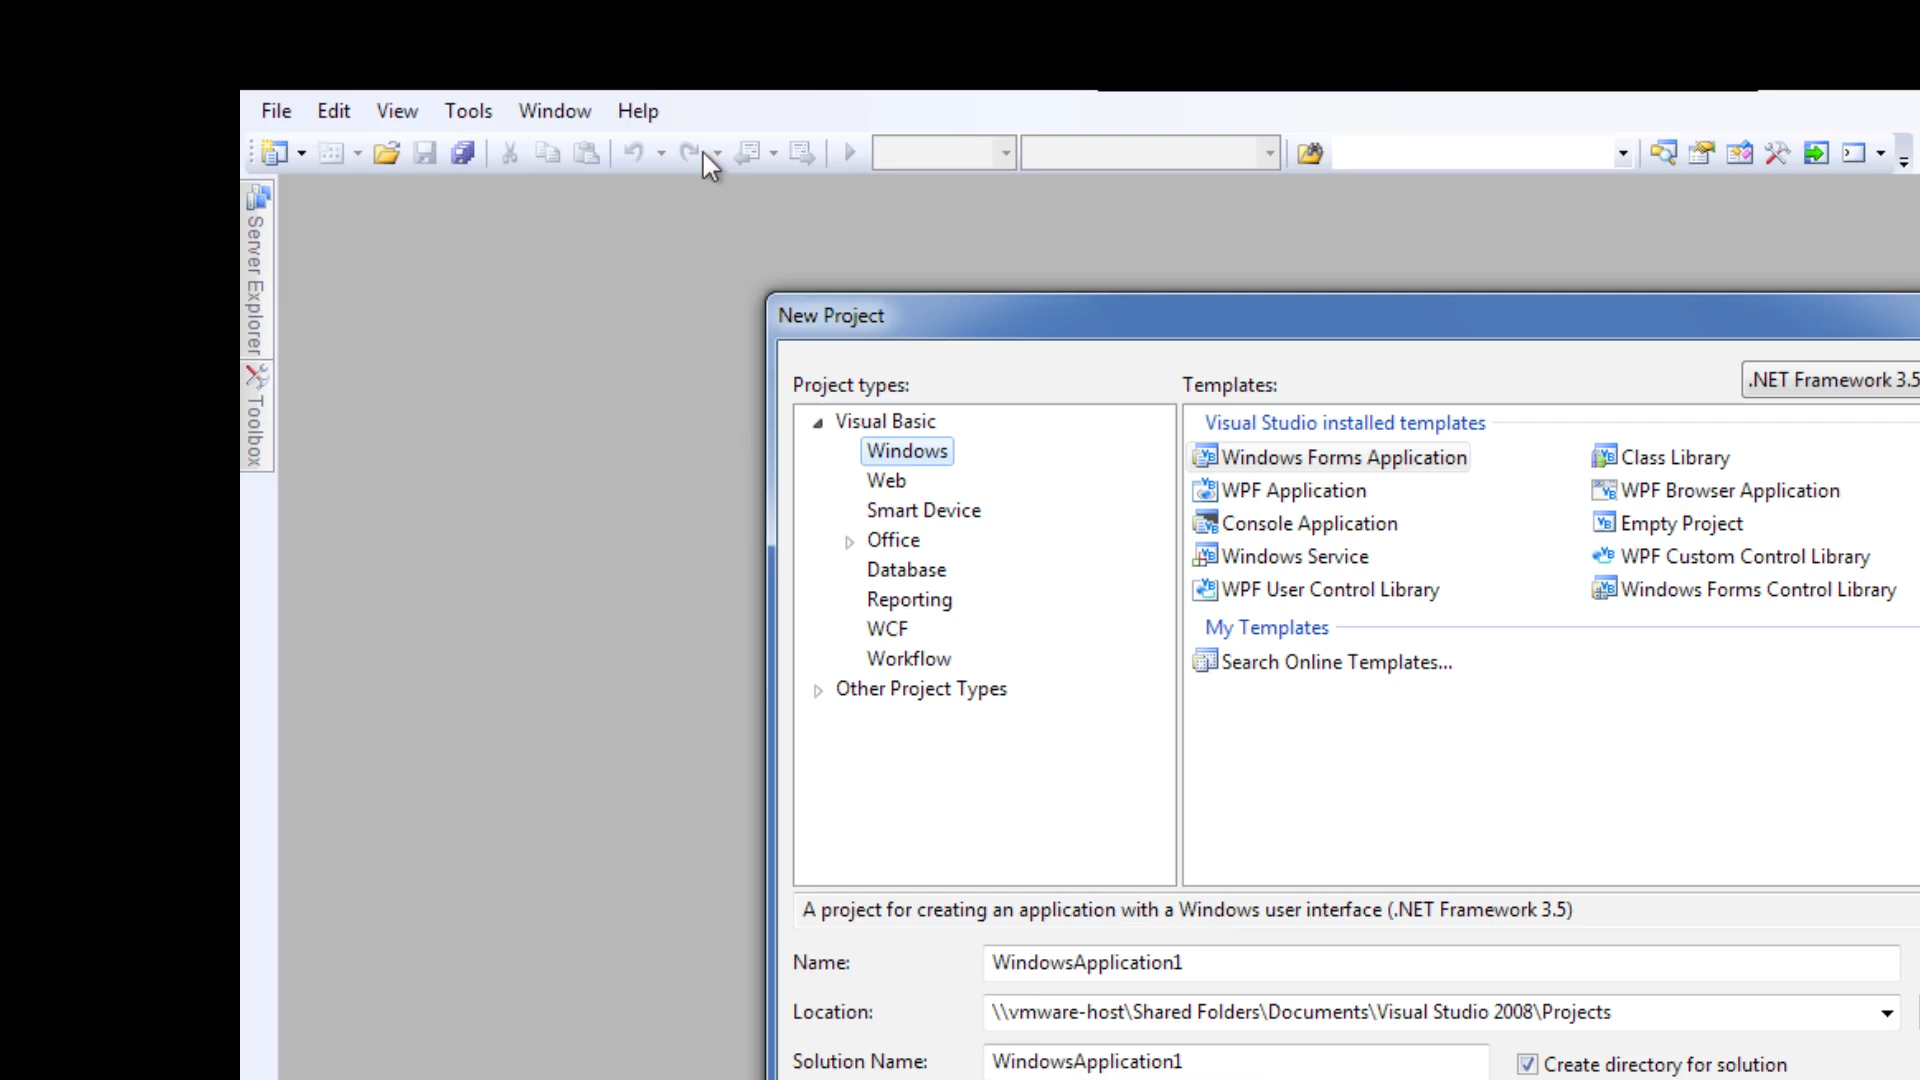 File Edit View Tools Window Help
Server Explorer
Toolbox
New Project
Project types:
Templates:
.NET Framework 3.5
Visual Basic
Windows
Web
Smart Device
Office
Database
Reporting
WCF
Workflow
Other Project Types
Visual Studio installed templates
Windows Forms Application
Class Library
WPF Application
WPF Browser Application
Console Application
Empty Project
Windows Service
WPF Custom Control Library
WPF User Control Library
Windows Forms Control Library
My Templates
Search Online Templates...
A project for creating an application with a Windows user interface (.NET Framework 3.5)
Name: WindowsApplication1
Location: \\vmware-host\Shared Folders\Documents\Visual Studio 2008\Projects
Solution Name: WindowsApplication1
Create directory for solution